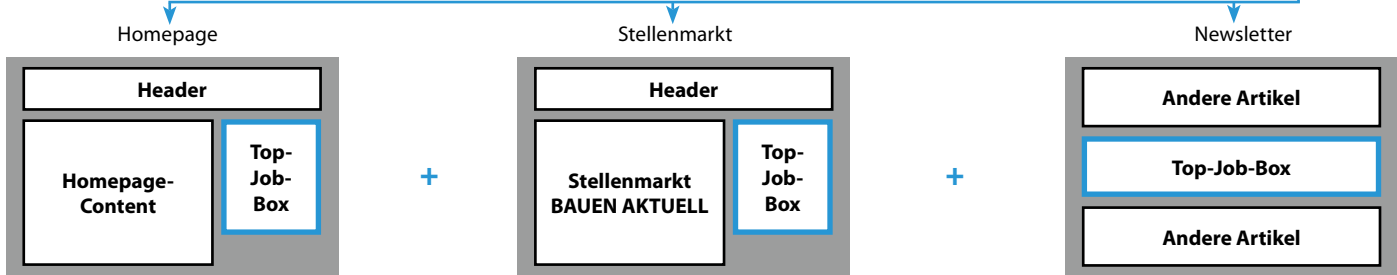 Homepage
Stellenmarkt
Newsletter
Header
Homepage-
Content
Top-
Job-
Box
+
Header
Stellenmarkt
BAUEN AKTUELL
Top-
Job-
Box
+
Andere Artikel
Top-Job-Box
Andere Artikel